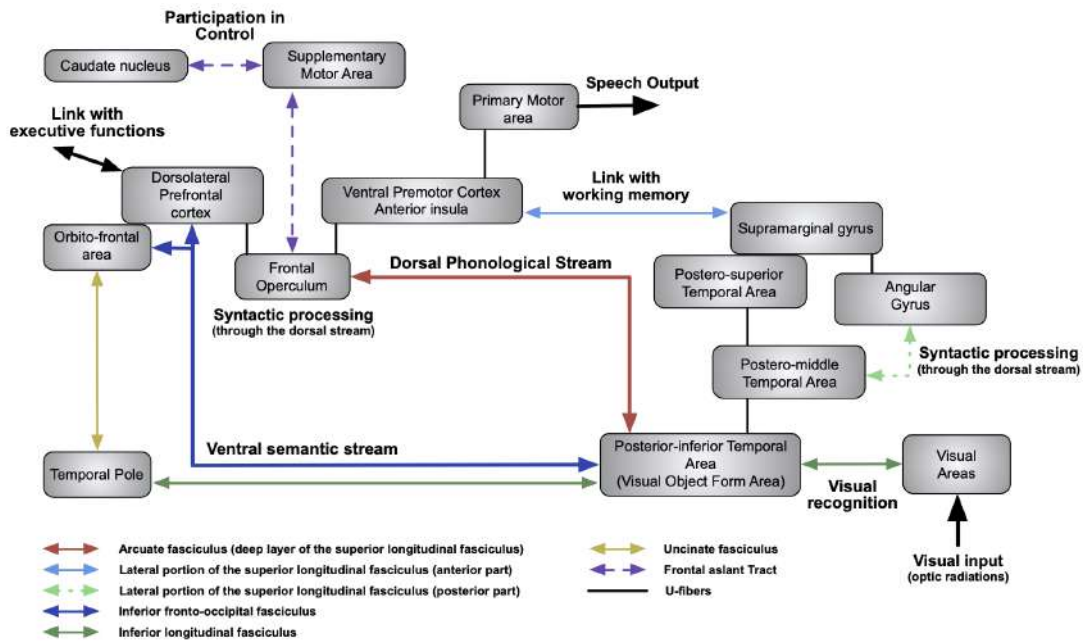 Participation in
Control
Caudate nucleus
Supplementary
Motor Area
Primary Motor
area
Speech Output
Link with
executive functions
Dorsolateral
Prefrontal
cortex
Ventral Premotor Cortex
Anterior insula
Link with
working memory
Supramarginal gyrus
Orbito-frontal
area
Frontal
Operculum
Dorsal Phonological Stream
Postero-superior
Temporal Area
Angular
Gyrus
Syntactic processing
(through the dorsal stream)
Postero-middle
Temporal Area
Syntactic processing
(through the dorsal stream)
Ventral semantic stream
Temporal Pole
Posterior-inferior Temporal
Area
(Visual Object Form Area)
Visual
recognition
Visual
Areas
Visual input
(optic radiations)
Arcuate fasciculus (deep layer of the superior longitudinal fasciculus)
Lateral portion of the superior longitudinal fasciculus (anterior part)
Lateral portion of the superior longitudinal fasciculus (posterior part)
Inferior fronto-occipital fasciculus
Inferior longitudinal fasciculus
Uncinate fasciculus
Frontal aslant Tract
U-fibers